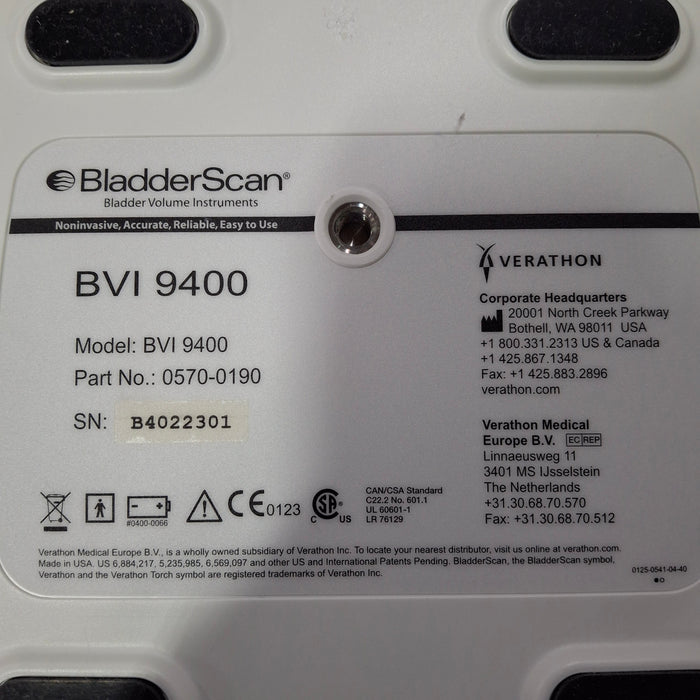 BladderScan®
Bladder Volume Instruments
Noninvasive, Accurate, Reliable, Easy to Use
BVI 9400
Model: BVI 9400
Part No.: 0570-0190
SN: B4022301
VERATHON
Corporate Headquarters
20001 North Creek Parkway
Bothell, WA 98011 USA
+1 800.331.2313 US & Canada
+1 425.867.1348
Fax: +1 425.883.2896
verathon.com
Verathon Medical
Europe B.V. EC REP
Linnaeusweg 11
3401 MS IJsselstein
The Netherlands
+31.30.68.70.570
Fax: +31.30.68.70.512
#0400-0066
CE0123
C SA US
CAN/CSA Standard
C22.2 No. 601.1
UL 60601-1
LR 76129
Verathon Medical Europe B.V., is a wholly owned subsidiary of Verathon Inc. To locate your nearest distributor, visit us online at verathon.com.
Made in USA. US 6,884,217, 5,235,985, 6,569,097 and other US and International Patents Pending. BladderScan, the BladderScan symbol,
Verathon and the Verathon Torch symbol are registered trademarks of Verathon Inc.
0125-0541-04-40